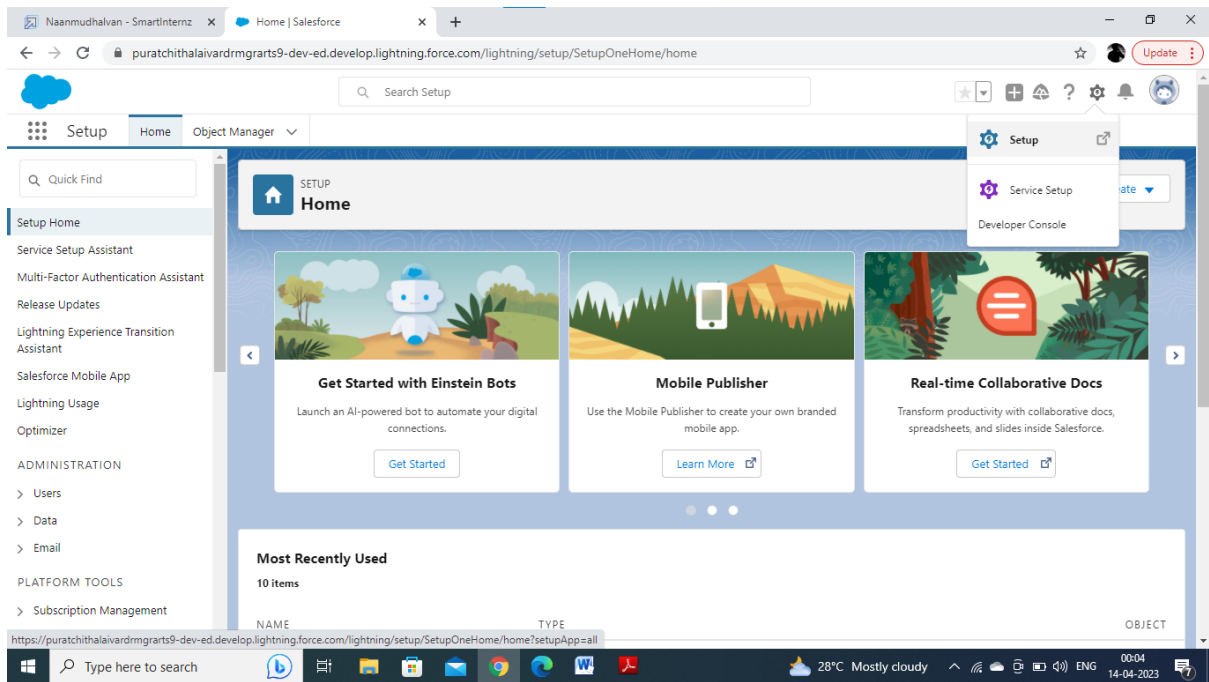 Naanmudhalvan - SmartInternz
Home | Salesforce
puratchithalaivardrmgrarts9-dev-ed.develop.lightning.force.com/lightning/setup/SetupOneHome/home
Update
Search Setup
Setup
Home
Object Manager
Setup
Service Setup
Developer Console
Quick Find
Setup Home
Service Setup Assistant
Multi-Factor Authentication Assistant
Release Updates
Lightning Experience Transition
Assistant
Salesforce Mobile App
Lightning Usage
Optimizer
ADMINISTRATION
Users
Data
Email
PLATFORM TOOLS
Subscription Management
SETUP
Home
eate
Get Started with Einstein Bots
Launch an AI-powered bot to automate your digital
connections.
Get Started
Mobile Publisher
Use the Mobile Publisher to create your own branded
mobile app.
Learn More
Real-time Collaborative Docs
Transform productivity with collaborative docs,
spreadsheets, and slides inside Salesforce.
Get Started
Most Recently Used
10 items
NAME TYPE OBJECT
https://puratchithalaivardrmgrarts9-dev-ed.develop.lightning.force.com/lightning/setup/SetupOneHome/home?setupApp=all
Type here to search
28°C Mostly cloudy
ENG
00:04
14-04-2023
7